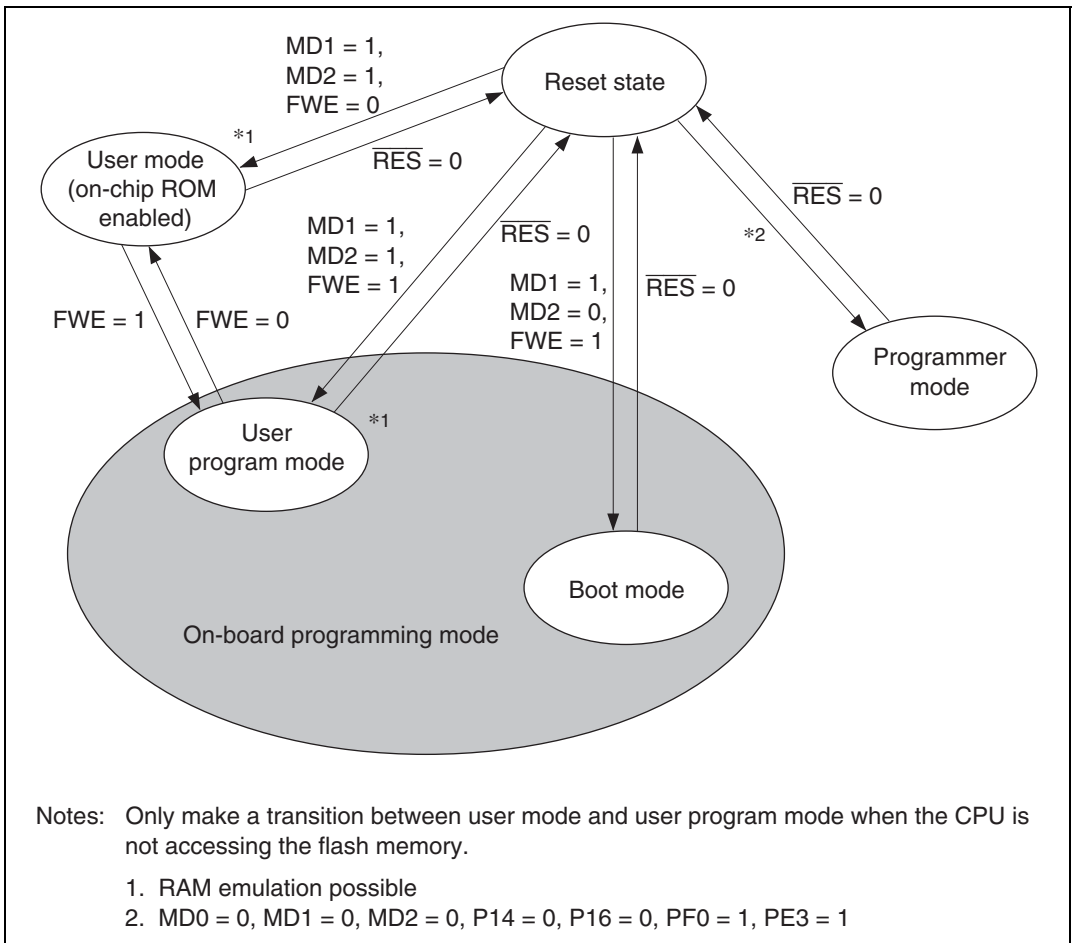 MD1 = 1,
MD2 = 1,
FWE = 0
Reset state
*1
RES = 0
User mode
(on-chip ROM
enabled)
RES = 0
*2
MD1 = 1,
MD2 = 1,
FWE = 1
RES = 0
MD1 = 1,
MD2 = 0,
FWE = 1
RES = 0
FWE = 1
FWE = 0
Programmer
mode
*1
User
program mode
Boot mode
On-board programming mode
Notes: Only make a transition between user mode and user program mode when the CPU is
not accessing the flash memory.
1. RAM emulation possible
2. MD0 = 0, MD1 = 0, MD2 = 0, P14 = 0, P16 = 0, PF0 = 1, PE3 = 1